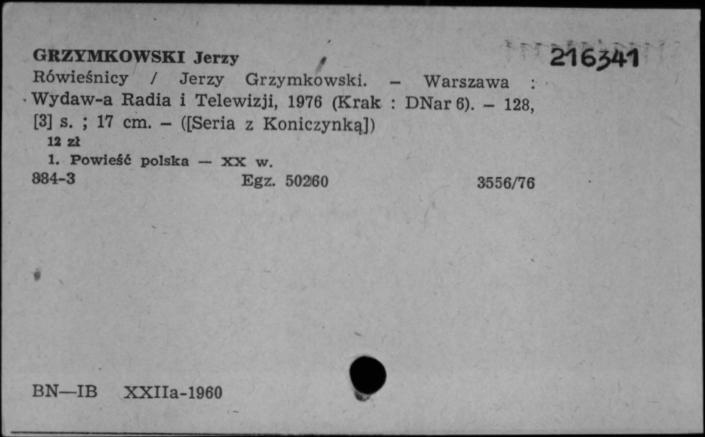 GRZYMKOWSKI Jerzy 216341
Rówieśnicy / Jerzy Grzymkowski. — Warszawa :
Wydaw-a Radia i Telewizji, 1976 (Krak : DNar 6). — 128,
[3] s. ; 17 cm. — ([Seria z Koniczynką])
12 zł
1. Powieść polska — XX w.
884-3 Egz. 50260 3556/76
BN—IB XXIIa-1960